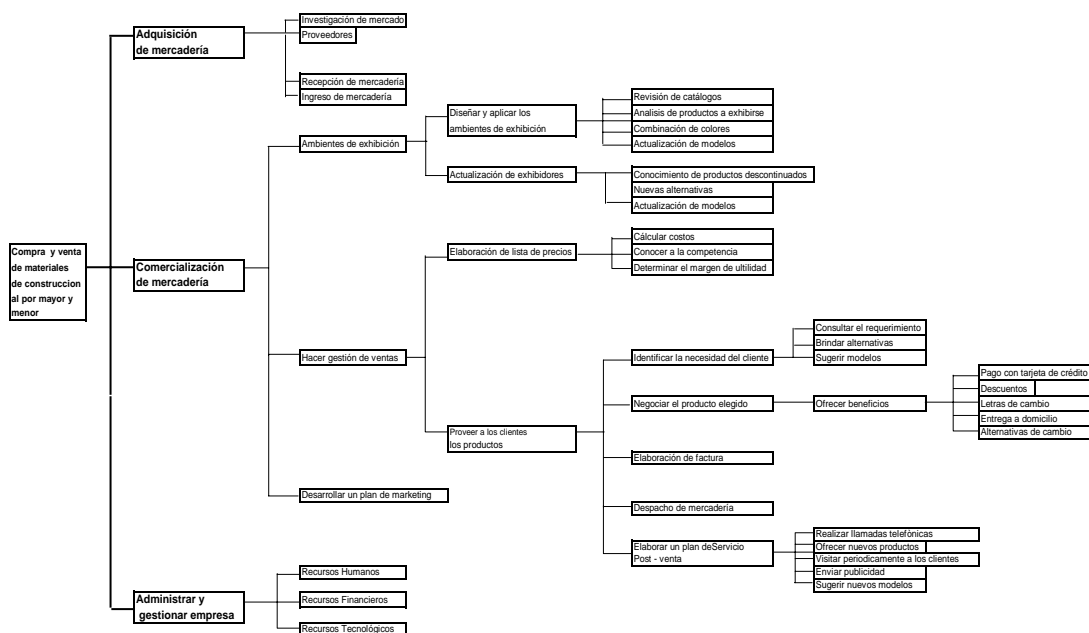 Compra y venta
de materiales
de construccion
al por mayor y
menor
Adquisición
de mercadería
Investigación de mercado
Proveedores
Recepción de mercadería
Ingreso de mercadería
Comercialización
de mercadería
Ambientes de exhibición
Diseñar y aplicar los
ambientes de exhibición
Revisión de catálogos
Analisis de productos a exhibirse
Combinación de colores
Actualización de modelos
Actualización de exhibidores
Conocimiento de productos descontinuados
Nuevas alternativas
Actualización de modelos
Hacer gestión de ventas
Elaboración de lista de precios
Cálcular costos
Conocer a la competencia
Determinar el margen de ultilidad
Proveer a los clientes
los productos
Identificar la necesidad del cliente
Consultar el requerimiento
Brindar alternativas
Sugerir modelos
Negociar el producto elegido
Ofrecer beneficios
Pago con tarjeta de crédito
Descuentos
Letras de cambio
Entrega a domicilio
Alternativas de cambio
Elaboración de factura
Despacho de mercadería
Elaborar un plan deServicio
Post - venta
Realizar llamadas telefónicas
Ofrecer nuevos productos
Visitar periodicamente a los clientes
Enviar publicidad
Sugerir nuevos modelos
Desarrollar un plan de marketing
Administrar y
gestionar empresa
Recursos Humanos
Recursos Financieros
Recursos Tecnológicos